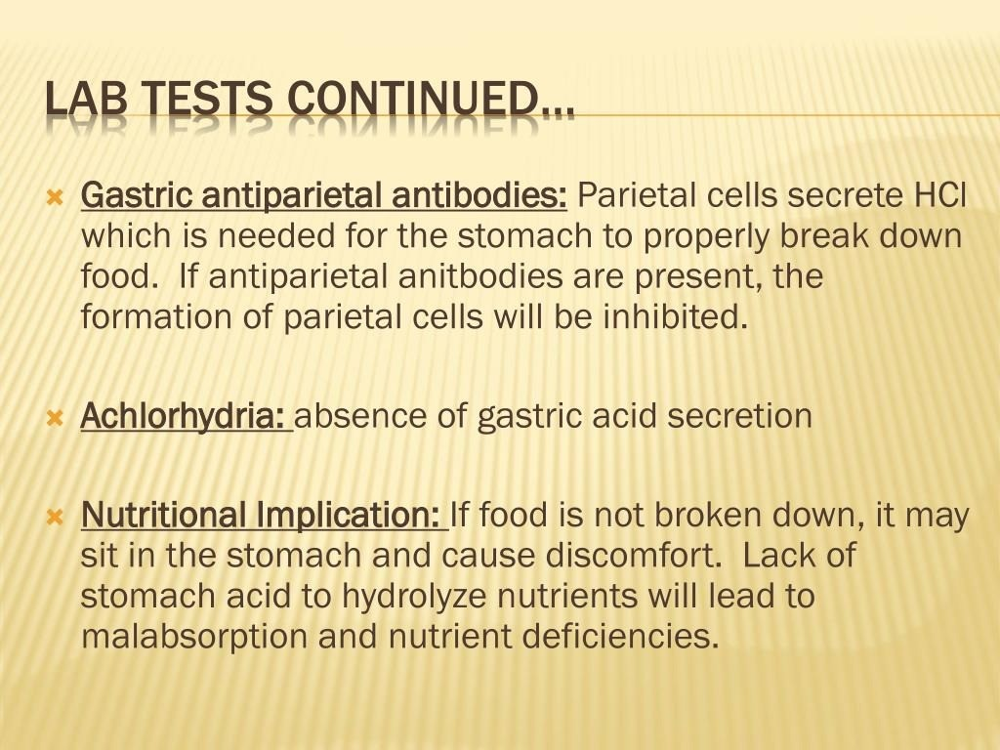 LAB TESTS CONTINUED...
Gastric antiparietal antibodies: Parietal cells secrete HCl
which is needed for the stomach to properly break down
food.  If antiparietal anitbodies are present, the
formation of parietal cells will be inhibited.
Achlorhydria: absence of gastric acid secretion
Nutritional Implication: If food is not broken down, it may
sit in the stomach and cause discomfort.  Lack of
stomach acid to hydrolyze nutrients will lead to
malabsorption and nutrient deficiencies.